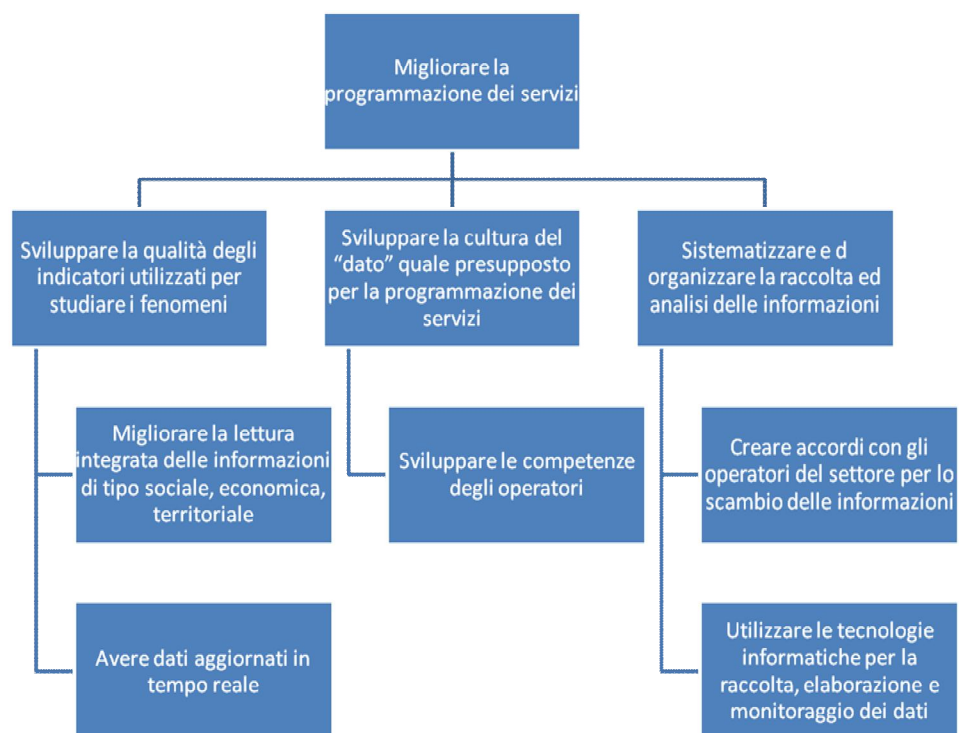 Migliorare la
programmazione dei servizi
Sviluppare la qualità degli
indicatori utilizzati per
studiare i fenomeni
Sviluppare la cultura del
“dato” quale presupposto
per la programmazione dei
servizi
Sistematizzare e d
organizzare la raccolta ed
analisi delle informazioni
Migliorare la lettura
integrata delle informazioni
di tipo sociale, economica,
territoriale
Sviluppare le competenze
degli operatori
Creare accordi con gli
operatori del settore per lo
scambio delle informazioni
Avere dati aggiornati in
tempo reale
Utilizzare le tecnologie
informatiche per la
raccolta, elaborazione e
monitoraggio dei dati